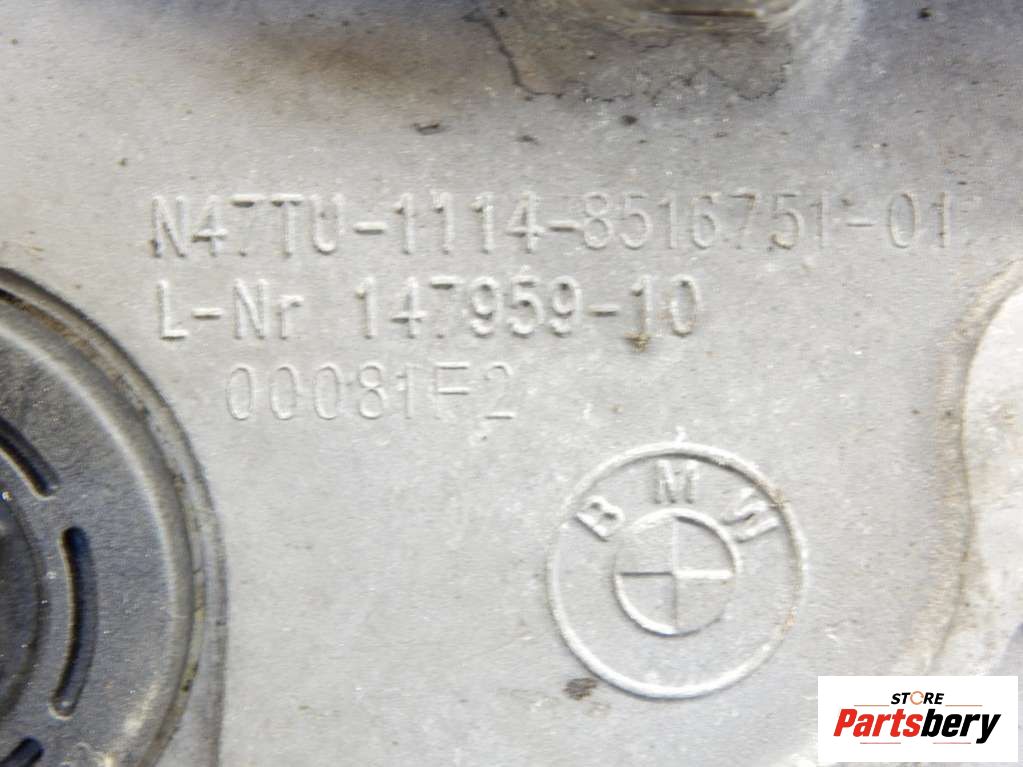 N47TU-1114-8516751-01
L-Nr 147959-10
00081F2
BMW
STORE
Partsbery